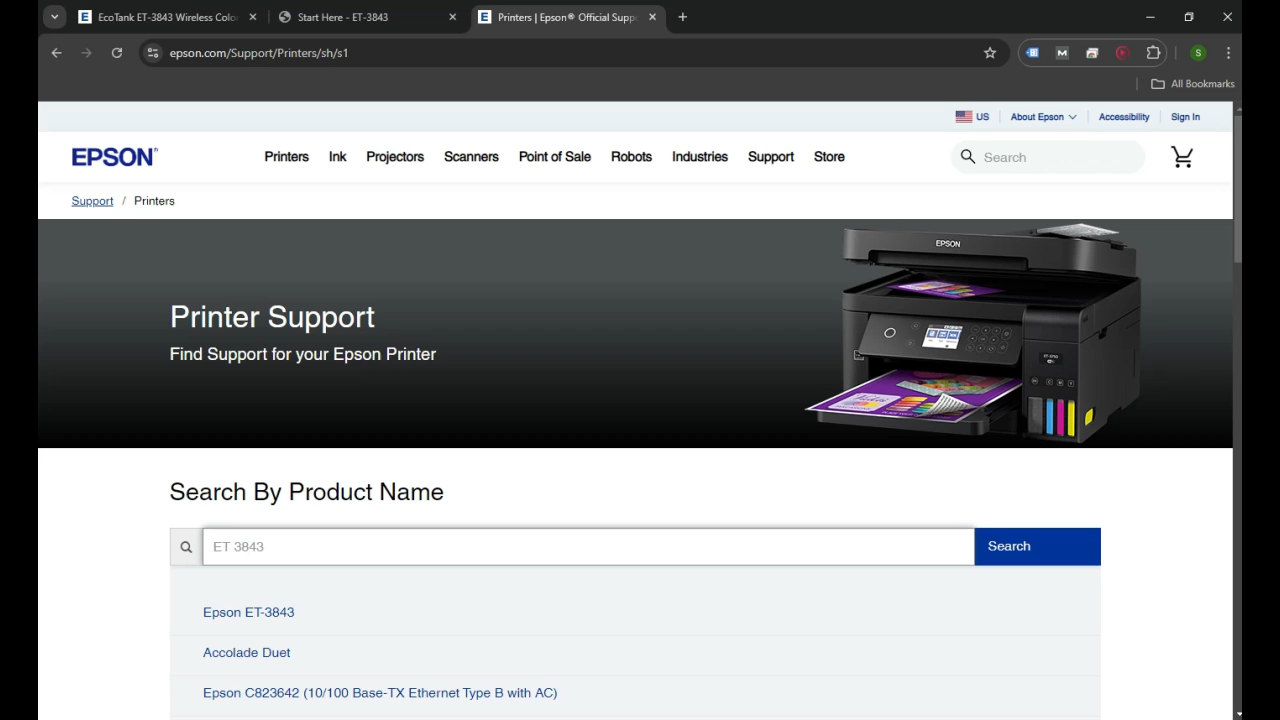 EcoTank ET-3843 Wireless Colo
Start Here - ET-3843
Printers | Epson® Official Supp
epson.com/Support/Printers/sh/s1
S
All Bookmarks
US
About Epson
Accessibility
Sign In
EPSON
Printers
Ink
Projectors
Scanners
Point of Sale
Robots
Industries
Support
Store
Search
Support / Printers
EPSON
Printer Support
Find Support for your Epson Printer
Search By Product Name
ET 3843
Search
Epson ET-3843
Accolade Duet
Epson C823642 (10/100 Base-TX Ethernet Type B with AC)